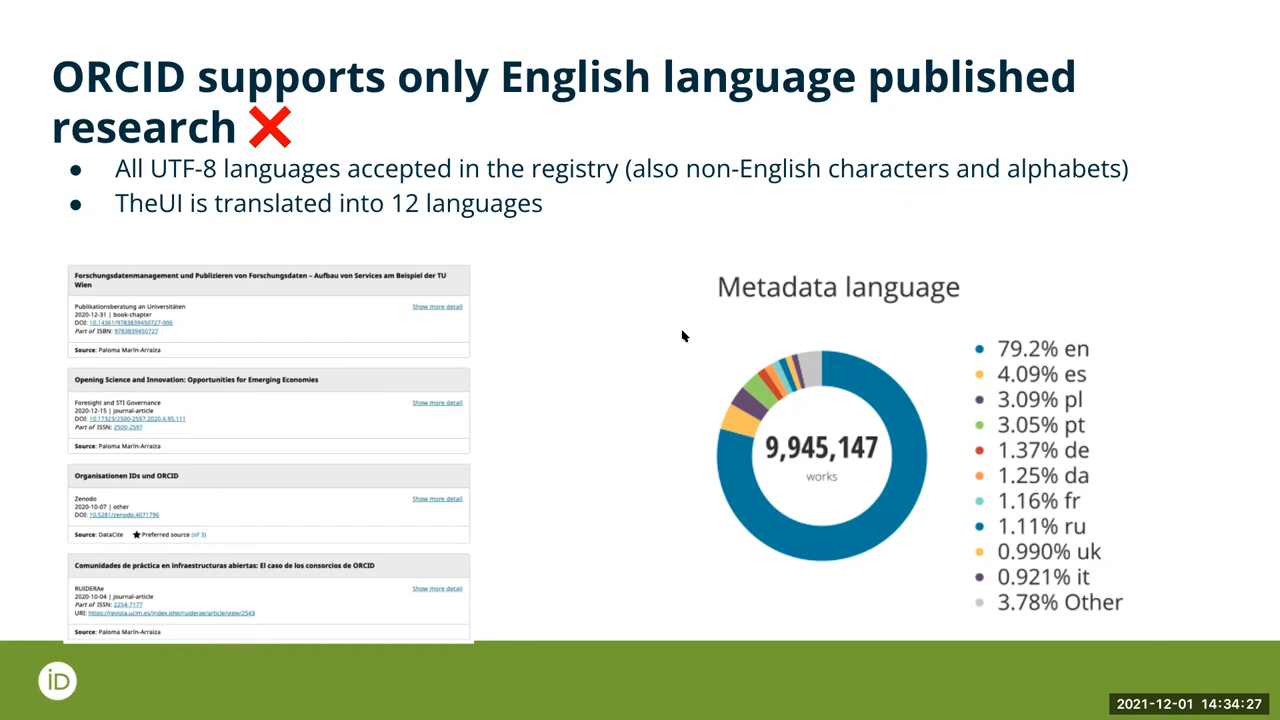 ORCID supports only English language published
research ❌
● All UTF-8 languages accepted in the registry (also non-English characters and alphabets)
● TheUI is translated into 12 languages
Forschungsdatenmanagement und Publizieren von Forschungsdaten – Aufbau von Services am Beispiel der TU
Wien
Publikationsberatung an Universitäten
Show more detail
2020-12-31 | book-chapter
DOI: 10.14361/9783839450727-006
Part of ISBN: 9783839450727
Source: Paloma Marín-Arraiza
Opening Science and Innovation: Opportunities for Emerging Economies
Foresight and STI Governance
Show more detail
2020-12-15 | journal-article
DOI: 10.17323/2500-2597.2020.4.95.111
Part of ISSN: 2500-2597
Source: Paloma Marín-Arraiza
Organisationen IDs und ORCID
Zenodo
Show more detail
2020-10-07 | other
DOI: 10.5281/zenodo.4071796
Source: DataCite ★ Preferred source (of 3)
Comunidades de práctica en infraestructuras abiertas: El caso de los consorcios de ORCID
RUIDERAe
Show more detail
2020-10-04 | journal-article
Part of ISSN: 2254-7177
URI: https://revista.uclm.es/index.php/ruiderae/article/view/2543
Source: Paloma Marín-Arraiza
Metadata language
9,945,147
works
79.2% en
4.09% es
3.09% pl
3.05% pt
1.37% de
1.25% da
1.16% fr
1.11% ru
0.990% uk
0.921% it
3.78% Other
iD
2021-12-01 14:34:27